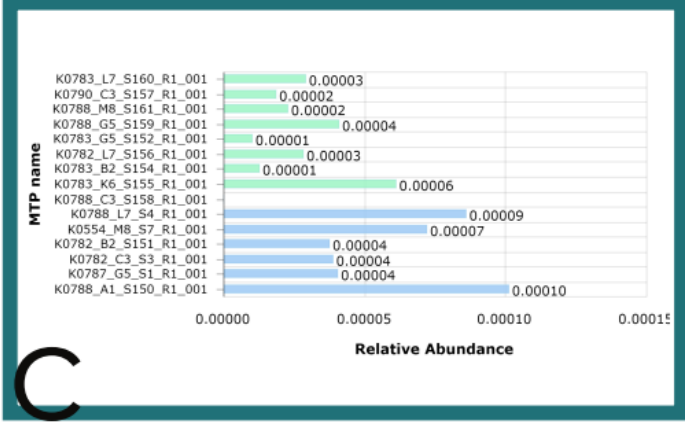 K0783_L7_S160_R1_001 0.00003
K0790_C3_S157_R1_001 0.00002
K0788_M8_S161_R1_001 0.00002
K0788_G5_S159_R1_001 0.00004
K0783_G5_S152_R1_001 0.00001
K0782_L7_S156_R1_001 0.00003
K0783_B2_S154_R1_001 0.00001
K0783_K6_S155_R1_001 0.00006
K0788_C3_S158_R1_001
K0788_L7_S4_R1_001 0.00009
K0554_M8_S7_R1_001 0.00007
K0782_B2_S151_R1_001 0.00004
K0782_C3_S3_R1_001 0.00004
K0787_G5_S1_R1_001 0.00004
K0788_A1_S150_R1_001 0.00010
MTP name
0.00000 0.00005 0.00010 0.00015
Relative Abundance
C